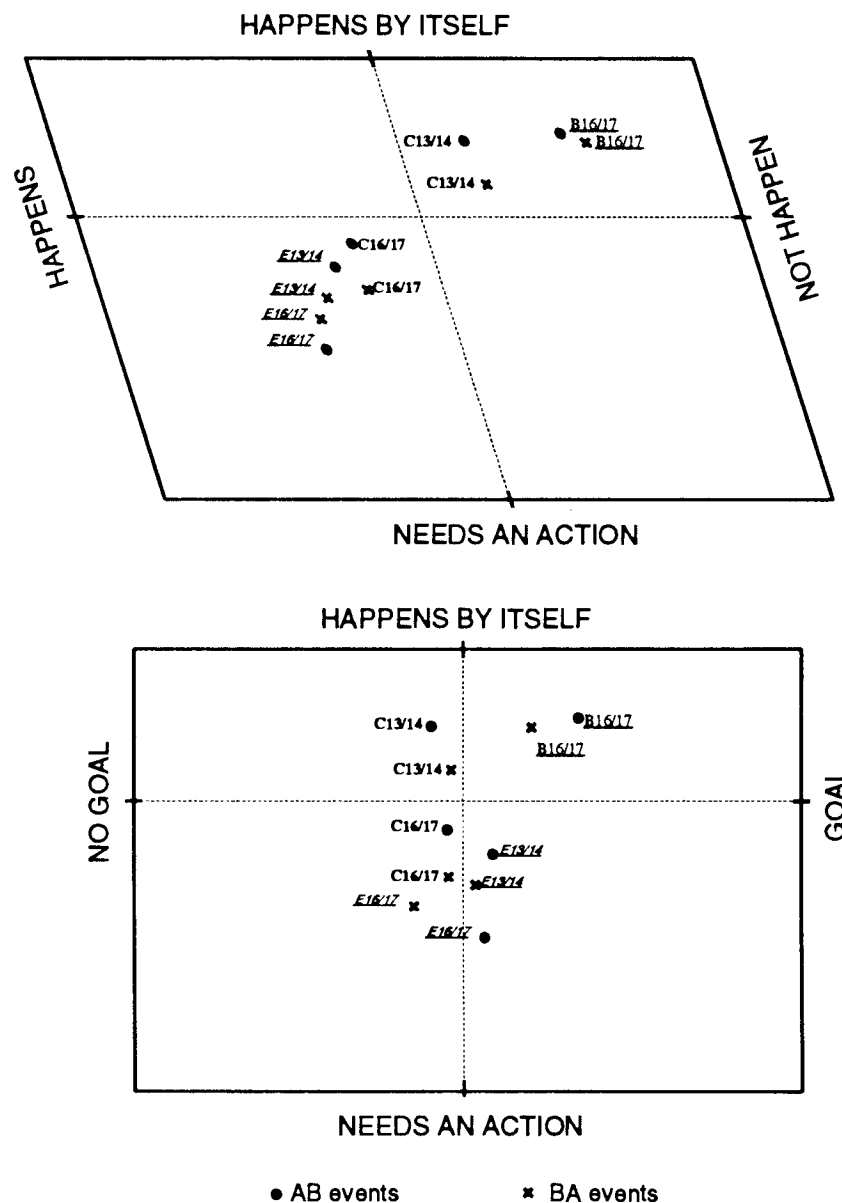 HAPPENS BY ITSELF
C13/14
B16/17
B16/17
C13/14
HAPPENS
NOT HAPPEN
C16/17
E13/14
E13/14
C16/17
E16/17
E16/17
NEEDS AN ACTION
HAPPENS BY ITSELF
C13/14
B16/17
B16/17
C13/14
NO GOAL
GOAL
C16/17
E13/14
C16/17
E13/14
E16/17
E16/17
NEEDS AN ACTION
AB events
BA events